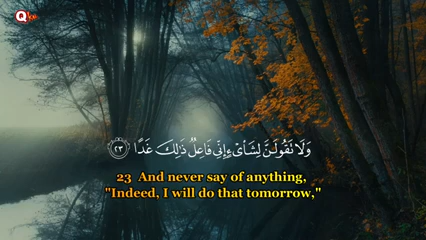 وَلَا تَقُولَنَّ لِشَا۟ىْءٍ إِنِّى فَاعِلٌ ذَٰلِكَ غَدًا ٢٣
23 And never say of anything,
"Indeed, I will do that tomorrow,"